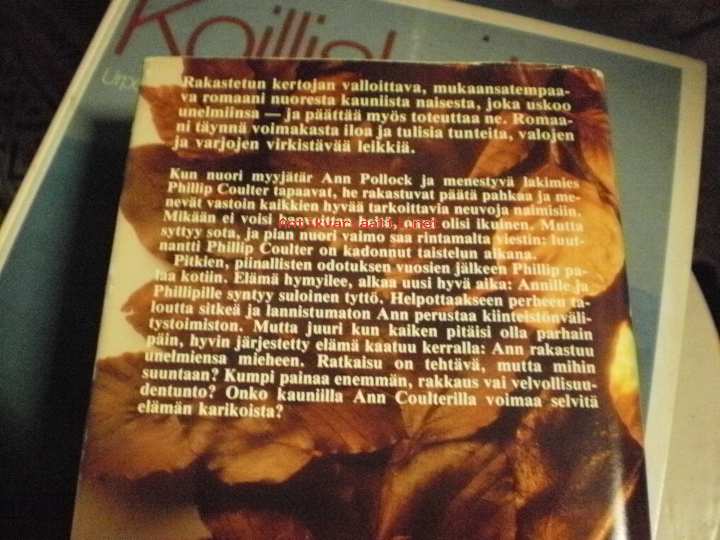 Urpo
Rakastetun kertojan valloittava, mukaansatempaa-
va romaani nuoresta kauniista naisesta, joka uskoo
unelmiinsa — ja päättää myös toteuttaa ne. Romaa-
ni täynnä voimakasta iloa ja tulisia tunteita, valojen
ja varjojen virkistävää leikkiä.
Kun nuori myyjätär Ann Pollock ja menestyvä lakimies
Phillip Coulter tapaavat, he rakastuvat päätä pahkaa ja me-
nevät vastoin kaikkien hyvää tarkoittavia neuvoja naimisiin.
Mikään ei voisi olisi ikuinen. Mutta
syttyy sota, ja pian nuori vaimo saa rintamalta viestin: luut-
nantti Phillip Coulter on kadonnut taistelun aikana.
Pitkien, piinallisten odotuksen vuosien jälkeen Phillip pa-
laa kotiin. Elämä hymyilee, alkaa uusi hyvä aika: Annille ja
Phillipille syntyy suloinen tyttö. Helpottaakseen perheen ta-
loutta sitkeä ja lannistumaton Ann perustaa kiinteistönväli-
tystoimiston. Mutta juuri kun kaiken pitäisi olla parhain
päin, hyvin järjestetty elämä kaatuu kerralla: Ann rakastuu
unelmiensa mieheen. Ratkaisu on tehtävä, mutta mihin
suuntaan? Kumpi painaa enemmän, rakkaus vai velvollisuu-
dentunto? Onko kauniilla Ann Coulterilla voimaa selvitä
elämän karikoista?